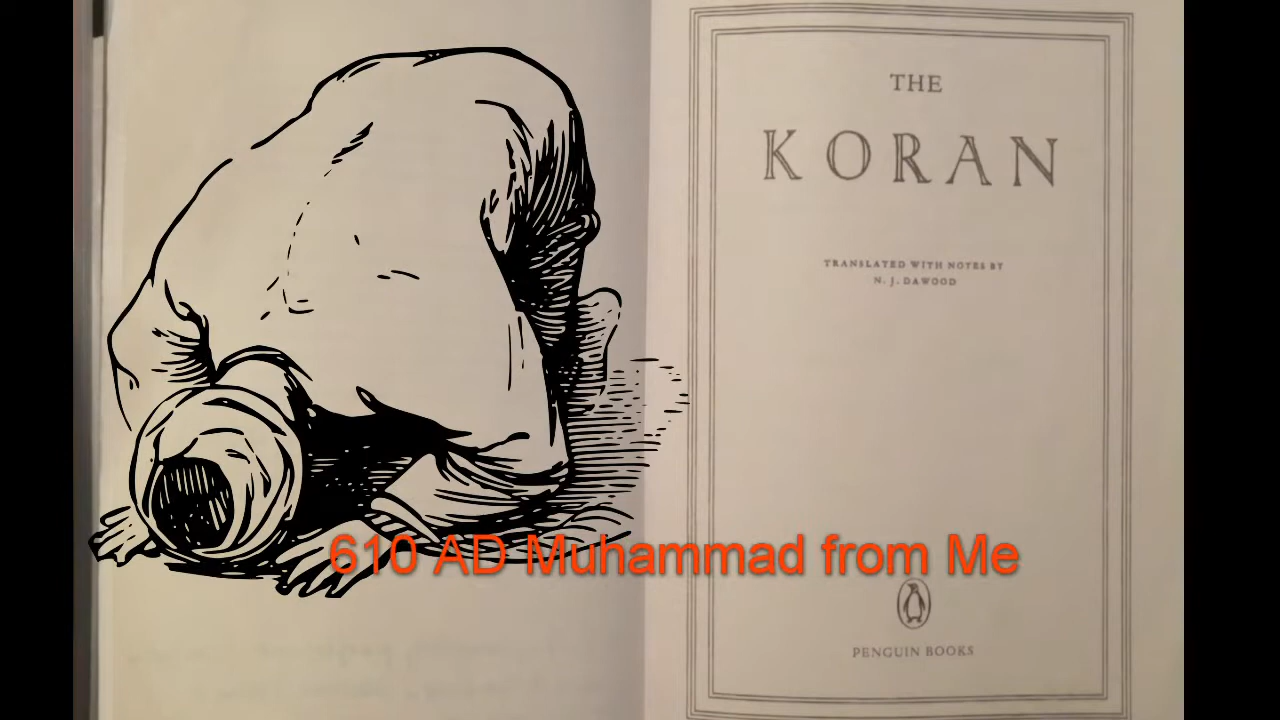 THE
KORAN
TRANSLATED WITH NOTES BY
N. J. DAWOOD
610 AD Muhammad from Me
PENGUIN BOOKS